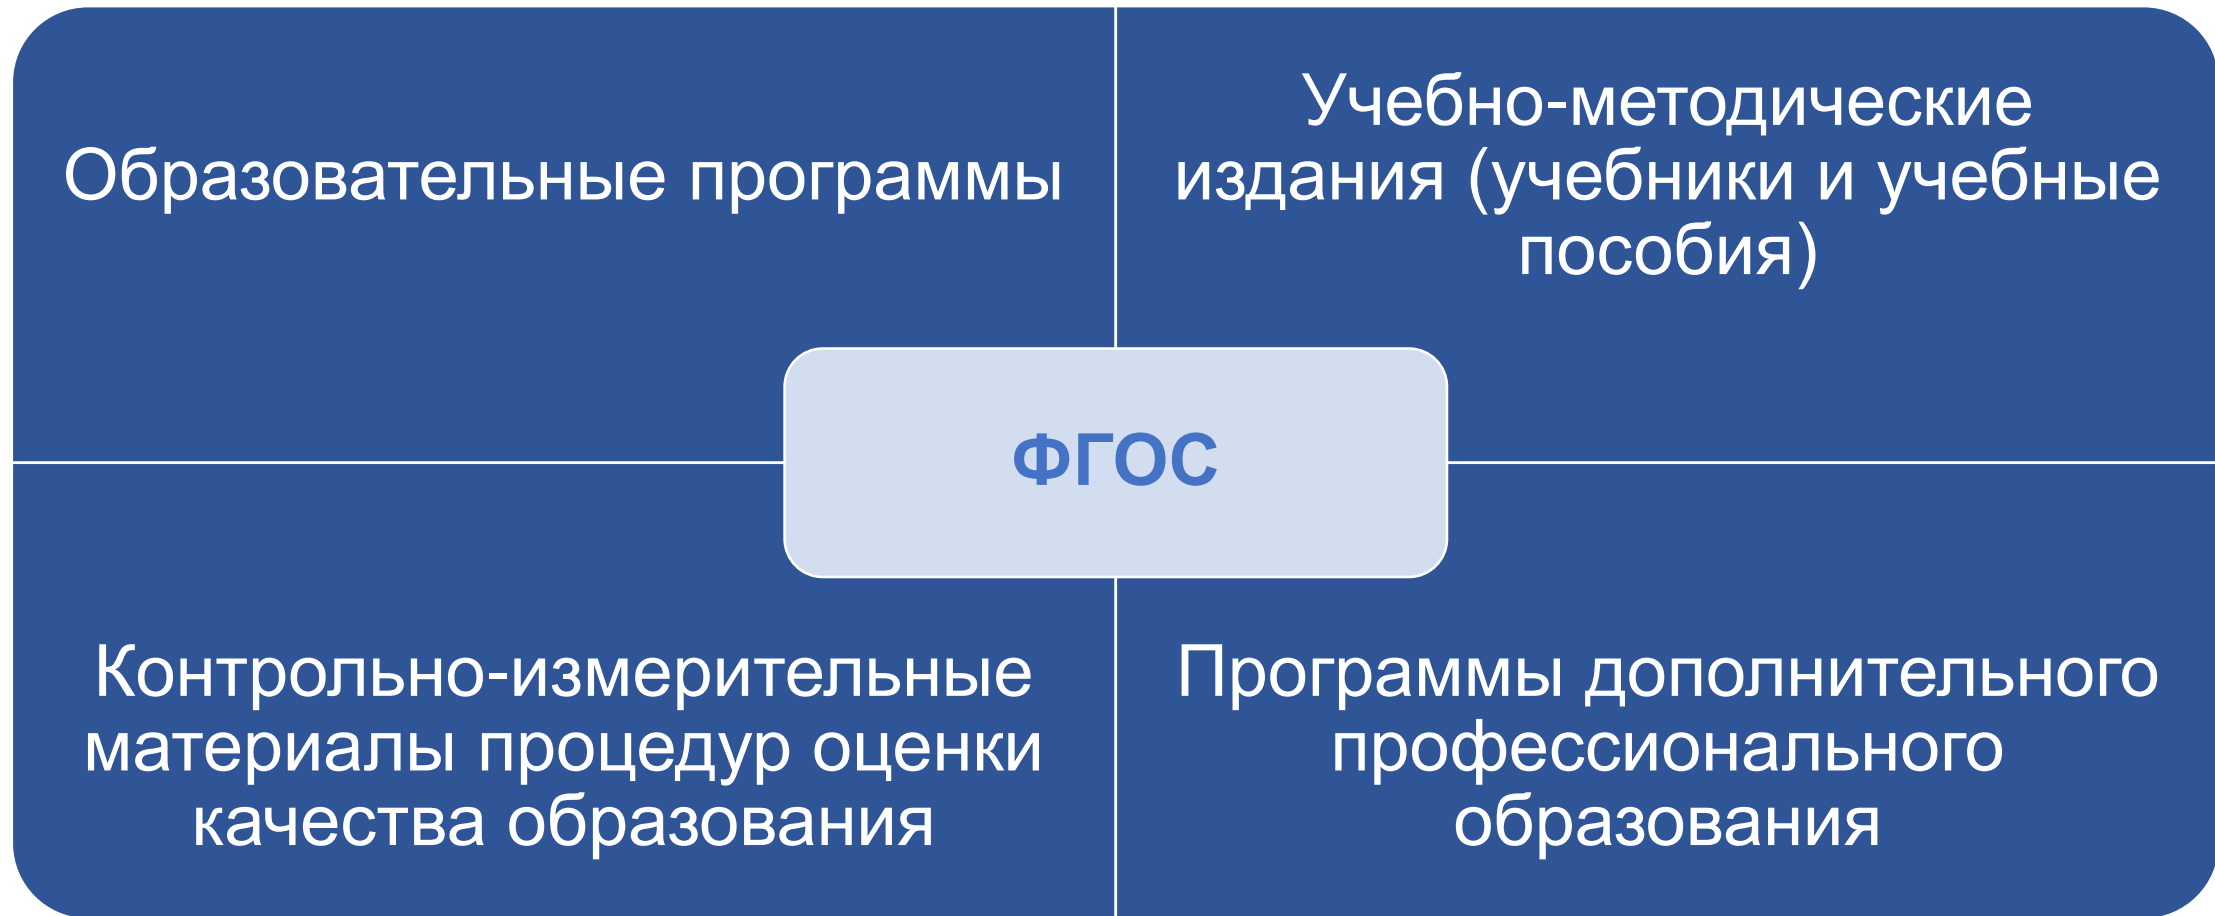 Образовательные программы
Учебно-методические
издания (учебники и учебные
пособия)
ФГОС
Контрольно-измерительные
материалы процедур оценки
качества образования
Программы дополнительного
профессионального
образования